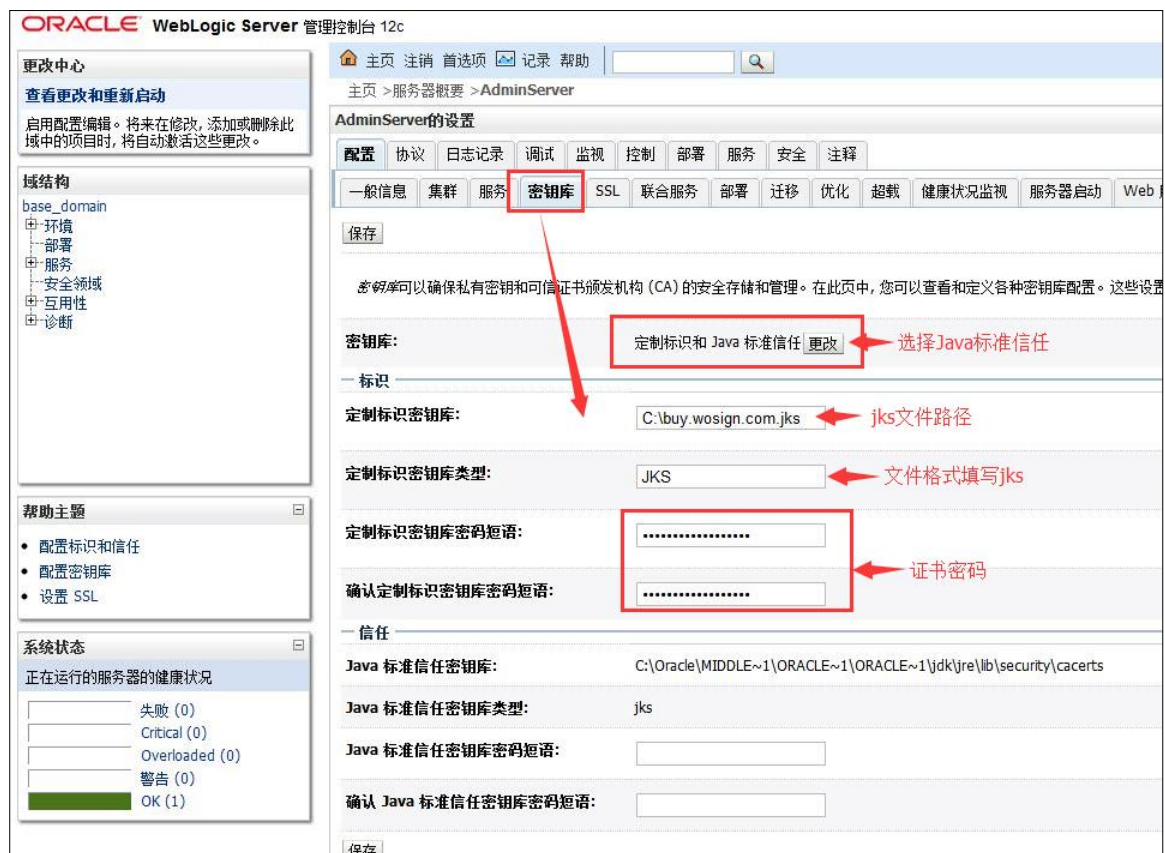 ORACLE WebLogic Server 管理控制台 12c
更改中心
查看更改和重新启动
启用配置编辑。将来在修改, 添加或删除此
域中的项目时, 将自动激活这些更改。
域结构
base_domain
环境
部署
服务
安全领域
互用性
诊断
帮助主题
配置标识和信任
配置密钥库
设置 SSL
系统状态
正在运行的服务器的健康状况
失败 (0)
Critical (0)
Overloaded (0)
警告 (0)
OK (1)
主页 注销 首选项 记录 帮助
主页 >服务器概要 >AdminServer
AdminServer的设置
配置 协议 日志记录 调试 监视 控制 部署 服务 安全 注释
一般信息 集群 服务 密钥库 SSL 联合服务 部署 迁移 优化 超载 健康状况监视 服务器启动 Web
保存
密钥库可以确保私有密钥和可信证书颁发机构 (CA) 的安全存储和管理。在此页中, 您可以查看和定义各种密钥库配置。这些设置
密钥库: 定制标识和 Java 标准信任 更改 选择Java标准信任
标识
定制标识密钥库: C:\buy.wosign.com.jks jks文件路径
定制标识密钥库类型: JKS 文件格式填写jks
定制标识密钥库密码短语: ••••••••••••••••••
证书密码
确认定制标识密钥库密码短语: ••••••••••••••••••
信任
Java 标准信任密钥库: C:\Oracle\MIDDLE~1\ORACLE~1\ORACLE~1\jdk\jre\lib\security\cacerts
Java 标准信任密钥库类型: jks
Java 标准信任密钥库密码短语:
确认 Java 标准信任密钥库密码短语:
保存